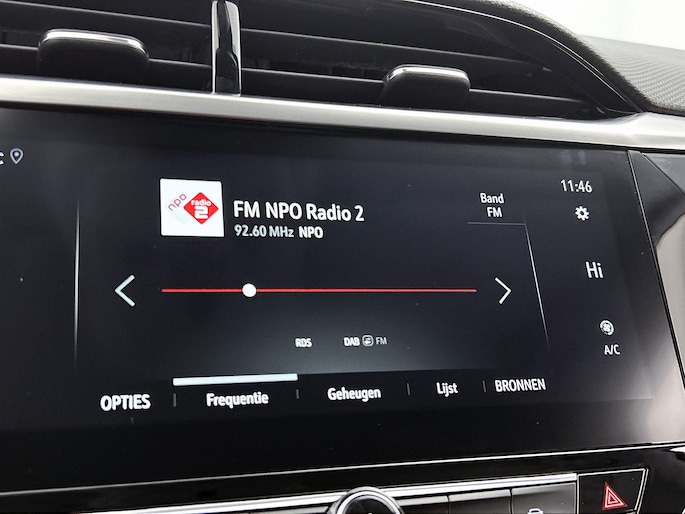 c
11:46
npo
radio
2
FM NPO Radio 2
92.60 MHz NPO
Band
FM
Hi
RDS
DAB FM
A/C
OPTIES
Frequentie
Geheugen
Lijst
BRONNEN